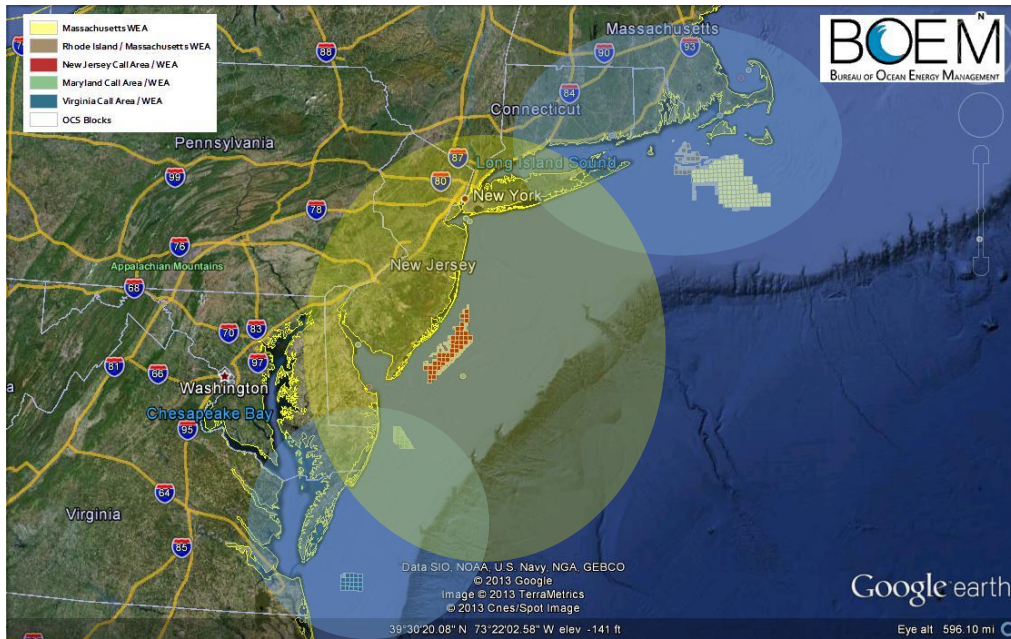 Massachusetts WEA
Rhode Island / Massachusetts WEA
New Jersey Call Area / WEA
Maryland Call Area / WEA
Virginia Call Area / WEA
OCS Blocks
N
BOEM
BUREAU OF OCEAN ENERGY MANAGEMENT
Massachusetts
88
90
93
84
Connecticut
Pennsylvania
87
Long Island Sound
99
80
New York
78
76
Appalachian Mountains
New Jersey
68
70
83
81
66
97
Washington
Chesapeake Bay
95
64
Virginia
85
Data SIO, NOAA, U.S. Navy, NGA, GEBCO
© 2013 Google
Image © 2013 TerraMetrics
© 2013 Cnes/Spot Image
Google earth
39°30'20.08" N 73°22'02.58" W elev -141 ft
Eye alt 596.10 mi